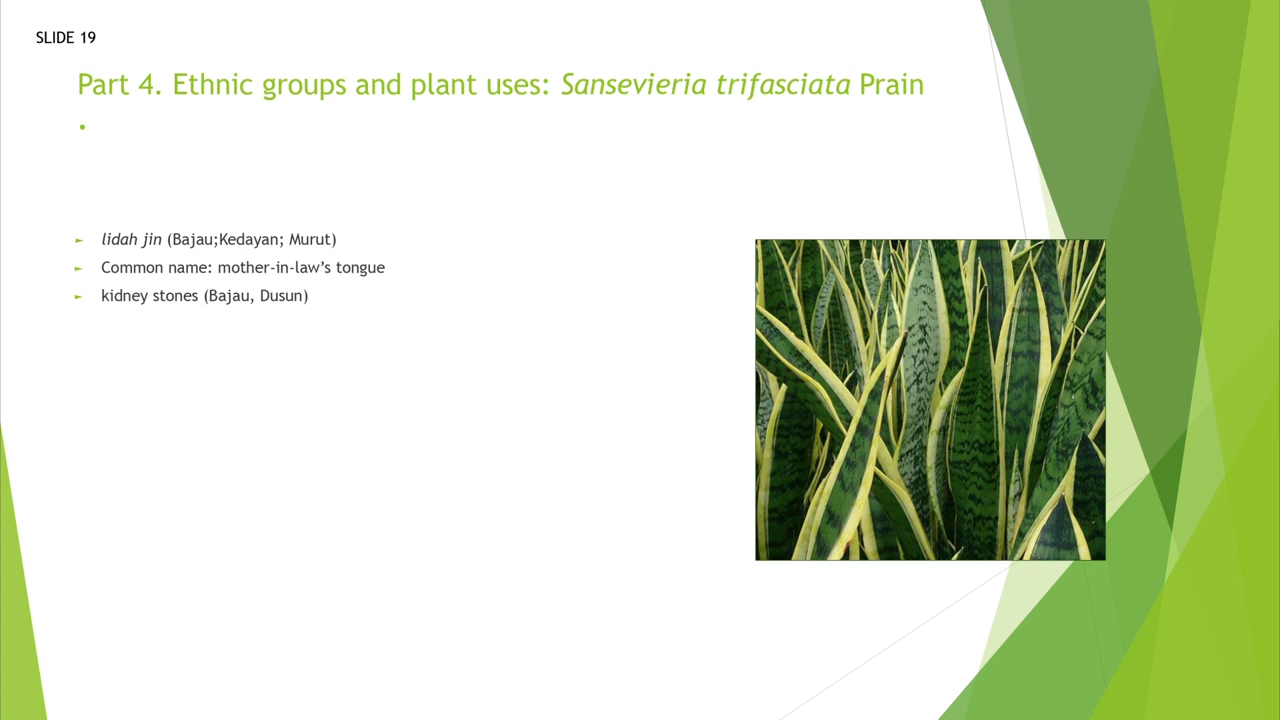 SLIDE 19
Part 4. Ethnic groups and plant uses: Sansevieria trifasciata Prain
•
► lidah jin (Bajau;Kedayan; Murut)
► Common name: mother-in-law’s tongue
► kidney stones (Bajau, Dusun)